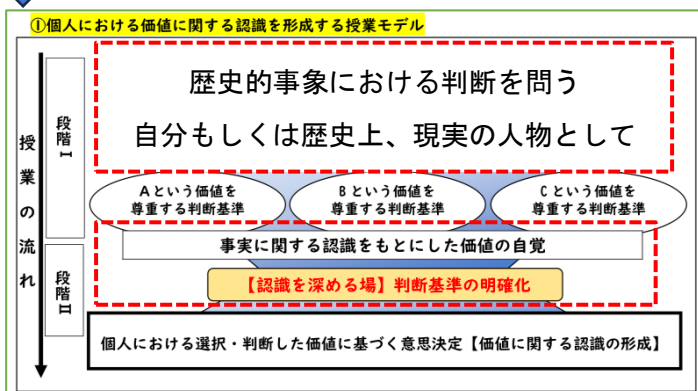 ①個人における価値に関する認識を形成する授業モデル
授業の流れ
段階Ⅰ
歴史的事象における判断を問う
自分もしくは歴史上、現実の人物として
Aという価値を
尊重する判断基準
Bという価値を
尊重する判断基準
Cという価値を
尊重する判断基準
事実に関する認識をもとにした価値の自覚
段階Ⅱ
【認識を深める場】判断基準の明確化
個人における選択・判断した価値に基づく意思決定【価値に関する認識の形成】